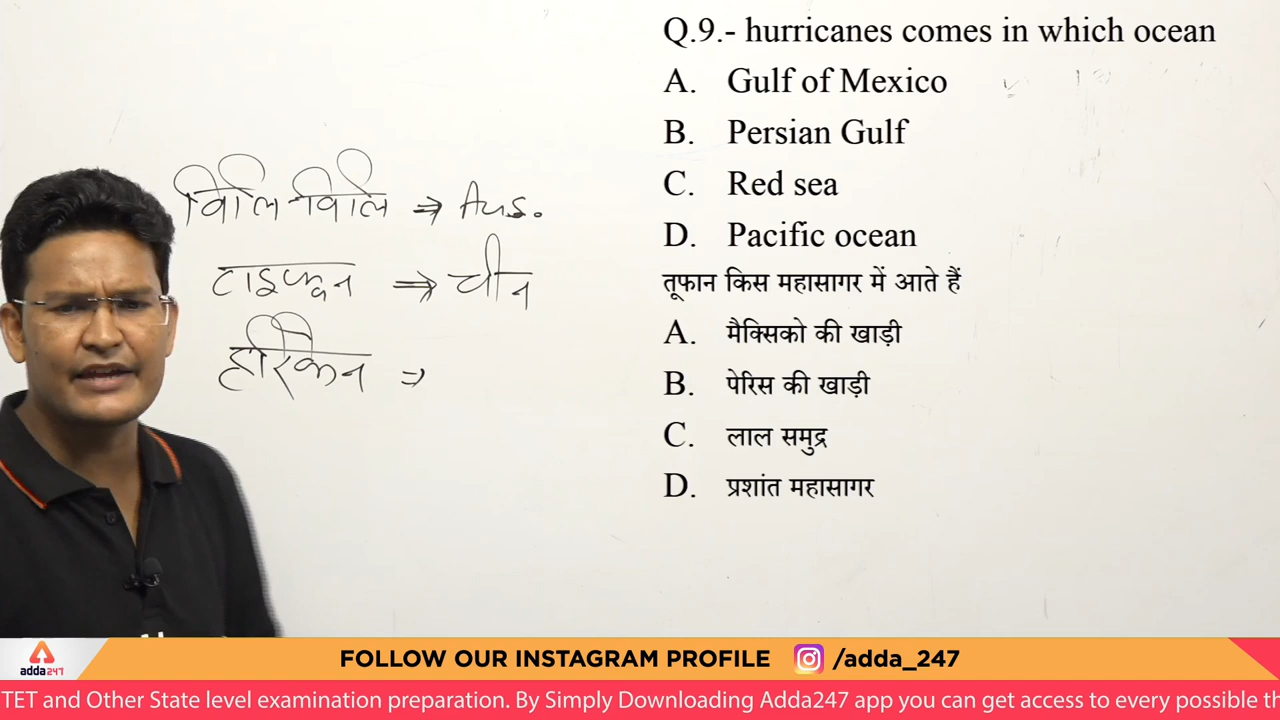 Q.9.- hurricanes comes in which ocean
A. Gulf of Mexico
B. Persian Gulf
C. Red sea
D. Pacific ocean
तूफान किस महासागर में आते हैं
A. मैक्सिको की खाड़ी
B. पेरिस की खाड़ी
C. लाल समुद्र
D. प्रशांत महासागर
विलि-विलि ⇒ Aus.
टाइफून ⇒ चीन
हरिकेन ⇒
adda247
FOLLOW OUR INSTAGRAM PROFILE /adda_247
TET and Other State level examination preparation. By Simply Downloading Adda247 app you can get access to every possible th